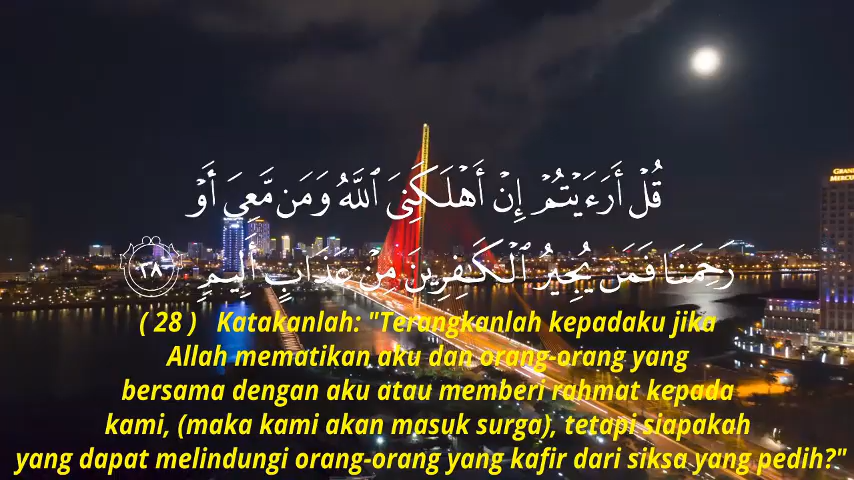 قُلْ أَرَءَيْتُمْ إِنْ أَهْلَكَنِىَ ٱللَّهُ وَمَن مَّعِىَ أَوْ
رَحِمَنَا فَمَن يُجِيرُ ٱلْكَـٰفِرِينَ مِنْ عَذَابٍ أَلِيمٍ ٢٨
( 28 ) Katakanlah: "Terangkanlah kepadaku jika
Allah mematikan aku dan orang-orang yang
bersama dengan aku atau memberi rahmat kepada
kami, (maka kami akan masuk surga), tetapi siapakah
yang dapat melindungi orang-orang yang kafir dari siksa yang pedih?"
GRAN
MERCU